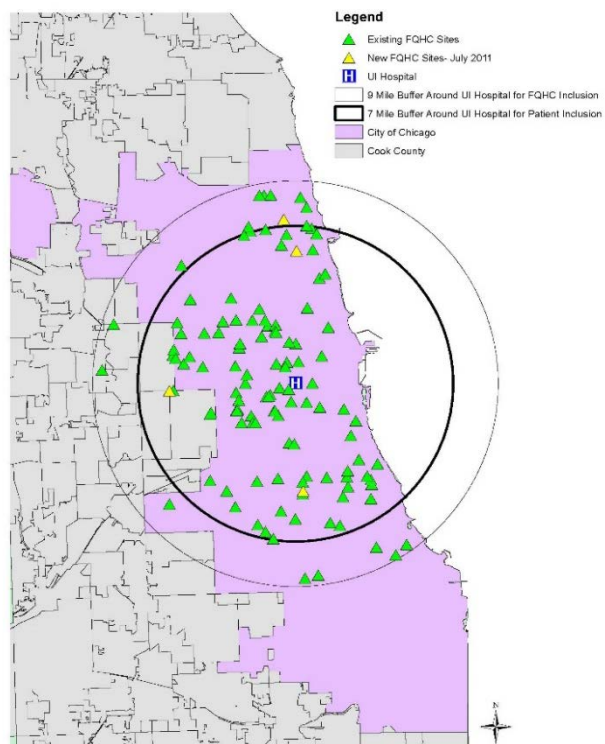 Legend
Existing FQHC Sites
New FQHC Sites- July 2011
H UI Hospital
9 Mile Buffer Around UI Hospital for FQHC Inclusion
7 Mile Buffer Around UI Hospital for Patient Inclusion
City of Chicago
Cook County
H
N